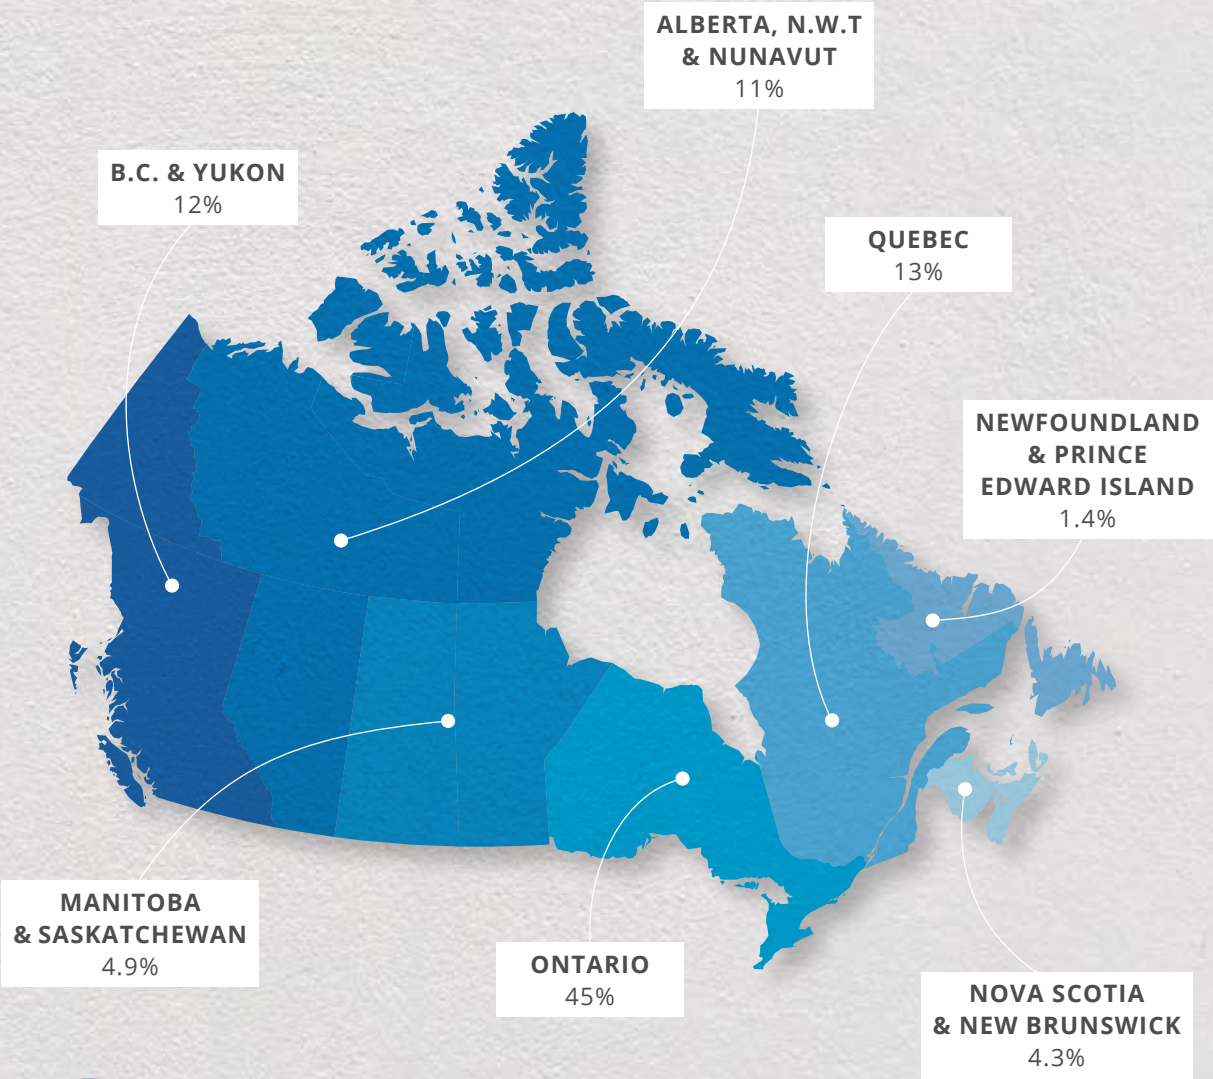 ALBERTA, N.W.T
& NUNAVUT
11%
B.C. & YUKON
12%
QUEBEC
13%
NEWFOUNDLAND
& PRINCE
EDWARD ISLAND
1.4%
MANITOBA
& SASKATCHEWAN
4.9%
ONTARIO
45%
NOVA SCOTIA
& NEW BRUNSWICK
4.3%